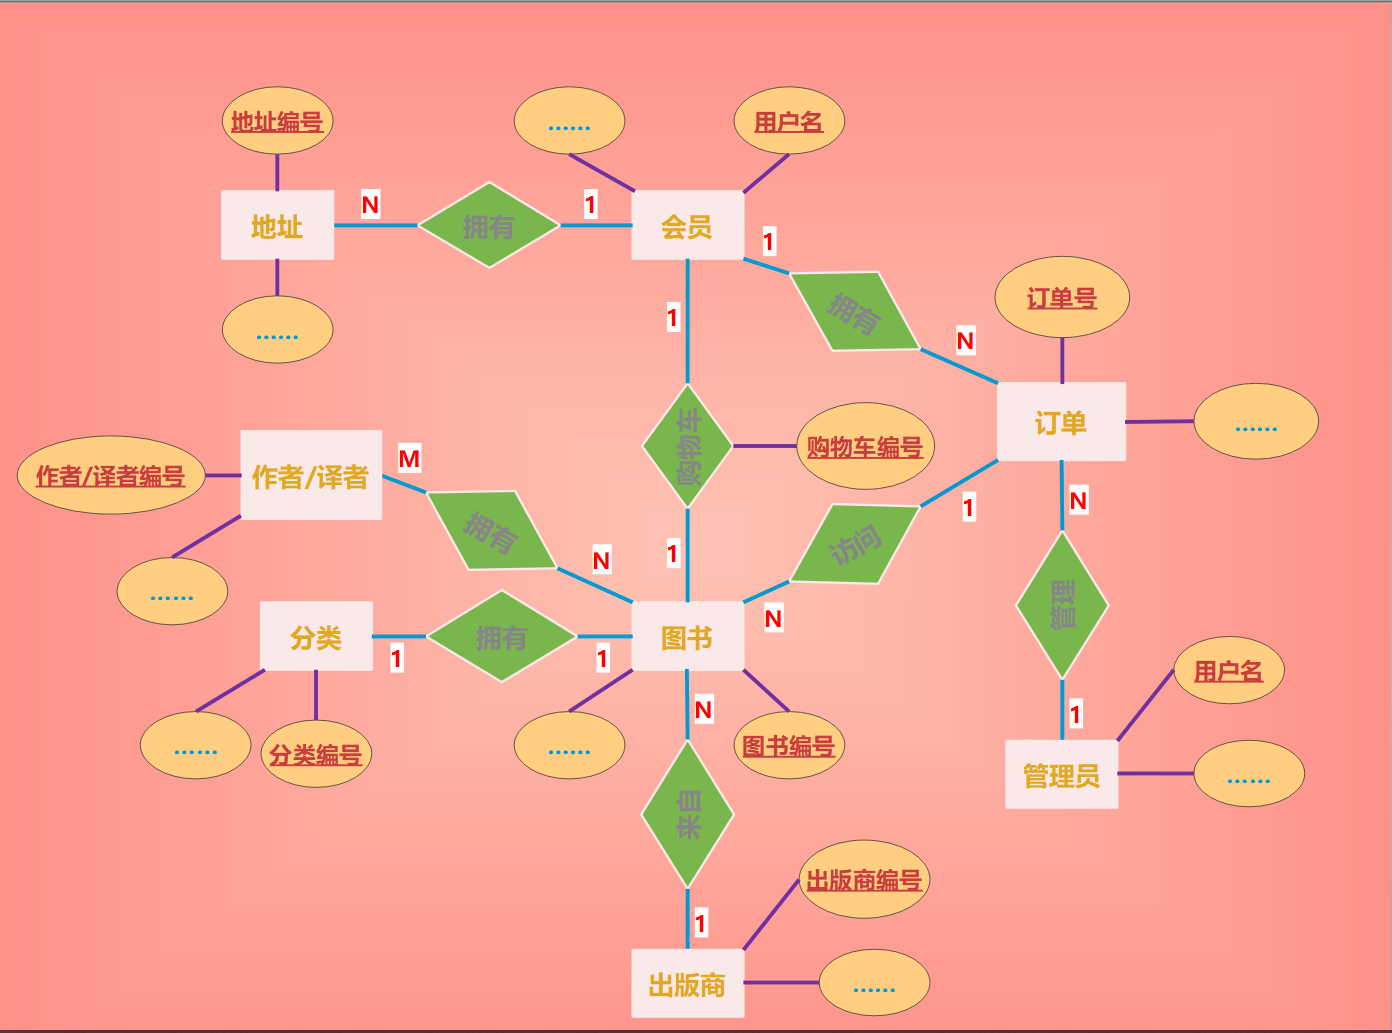 地址编号
……
用户名
地址
N
拥有
1
会员
1
……
拥有
1
订单号
N
购物车
购物车编号
订单
……
作者/译者编号
作者/译者
M
拥有
访问
1
N
N
1
……
管理
分类
1
拥有
1
图书
N
用户名
N
1
……
分类编号
……
图书编号
管理员
……
来自
出版商编号
1
出版商
……